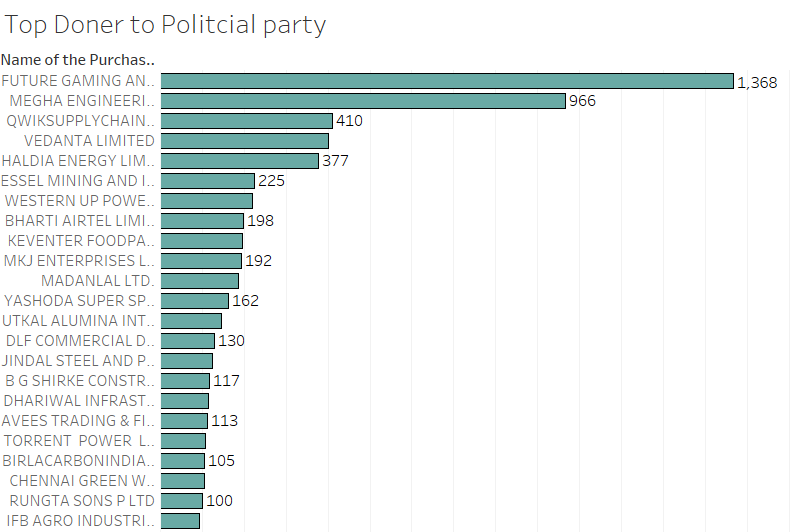 Top Doner to Politcial party
Name of the Purchas..
FUTURE GAMING AN.. 1,368
MEGHA ENGINEERI.. 966
QWIKSUPPLYCHAIN.. 410
VEDANTA LIMITED
HALDIA ENERGY LIM.. 377
ESSEL MINING AND I.. 225
WESTERN UP POWE..
BHARTI AIRTEL LIMI.. 198
KEVENTER FOODPA..
MKJ ENTERPRISES L.. 192
MADANLAL LTD.
YASHODA SUPER SP.. 162
UTKAL ALUMINA INT..
DLF COMMERCIAL D.. 130
JINDAL STEEL AND P..
B G SHIRKE CONSTR.. 117
DHARIWAL INFRAST..
AVEES TRADING & FI.. 113
TORRENT POWER L..
BIRLACARBONINDIA.. 105
CHENNAI GREEN W..
RUNGTA SONS P LTD 100
IFB AGRO INDUSTRI..